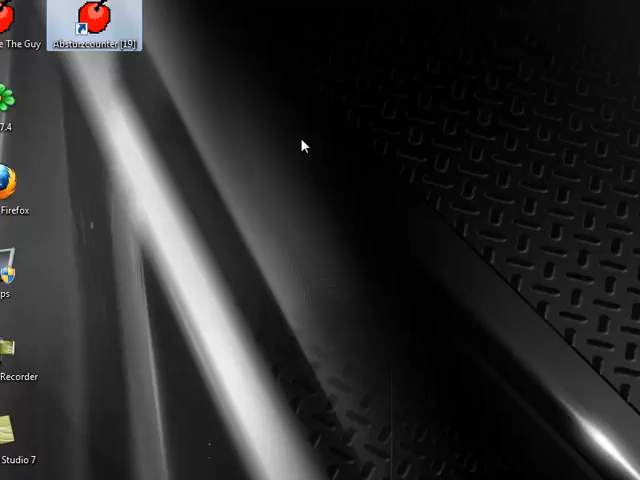 e The Guy
Absturzcounter [19]
7.4
Firefox
ps
Recorder
Studio 7